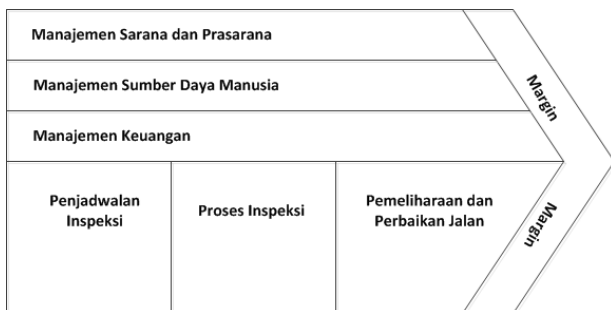 Manajemen Sarana dan Prasarana
Manajemen Sumber Daya Manusia
Manajemen Keuangan
Margin
Penjadwalan
Inspeksi
Proses Inspeksi
Pemeliharaan dan
Perbaikan Jalan
Margin